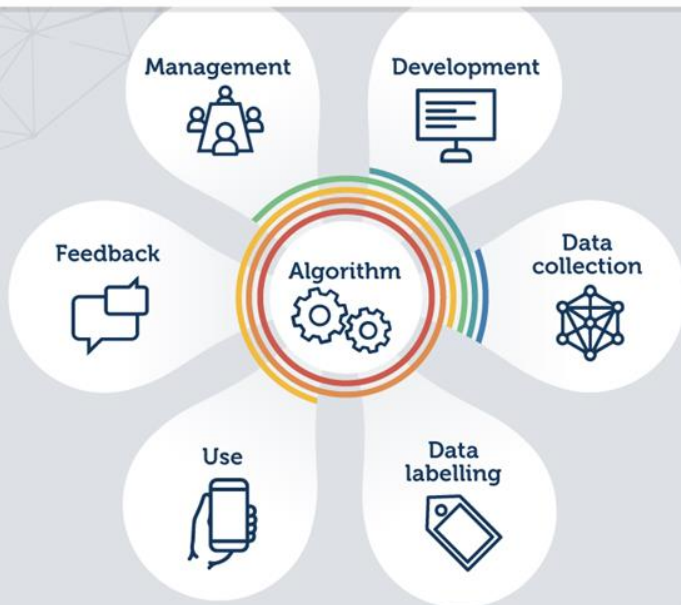 Management
Development
Feedback
Algorithm
Data
collection
Use
Data
labelling